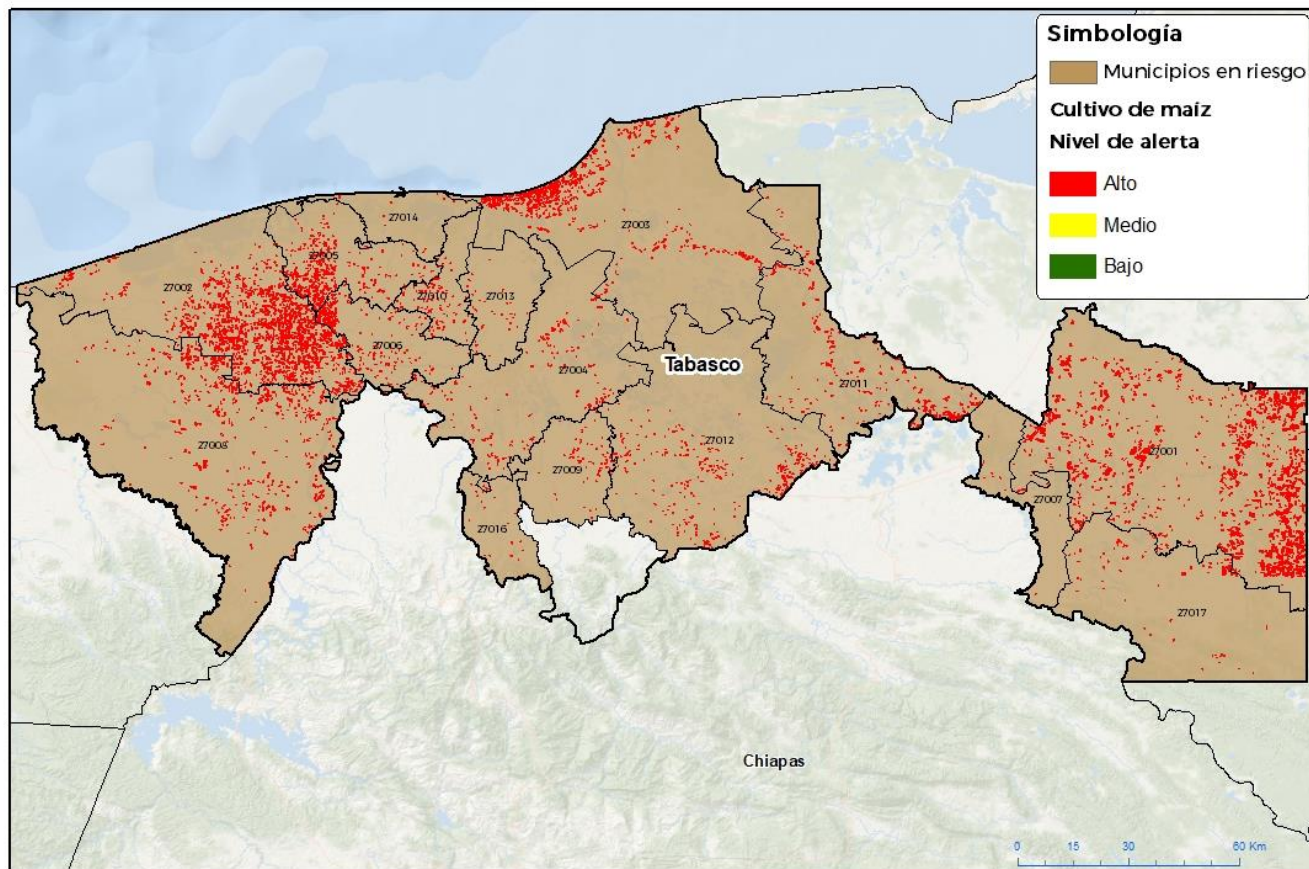 Simbología
Municipios en riesgo
Cultivo de maíz
Nivel de alerta
Alto
Medio
Bajo
27014
27003
27005
27002
27010
27013
27006
27004
Tabasco
27011
27012
27008
27009
27001
27007
27016
27017
Chiapas
0 15 30 60 Km